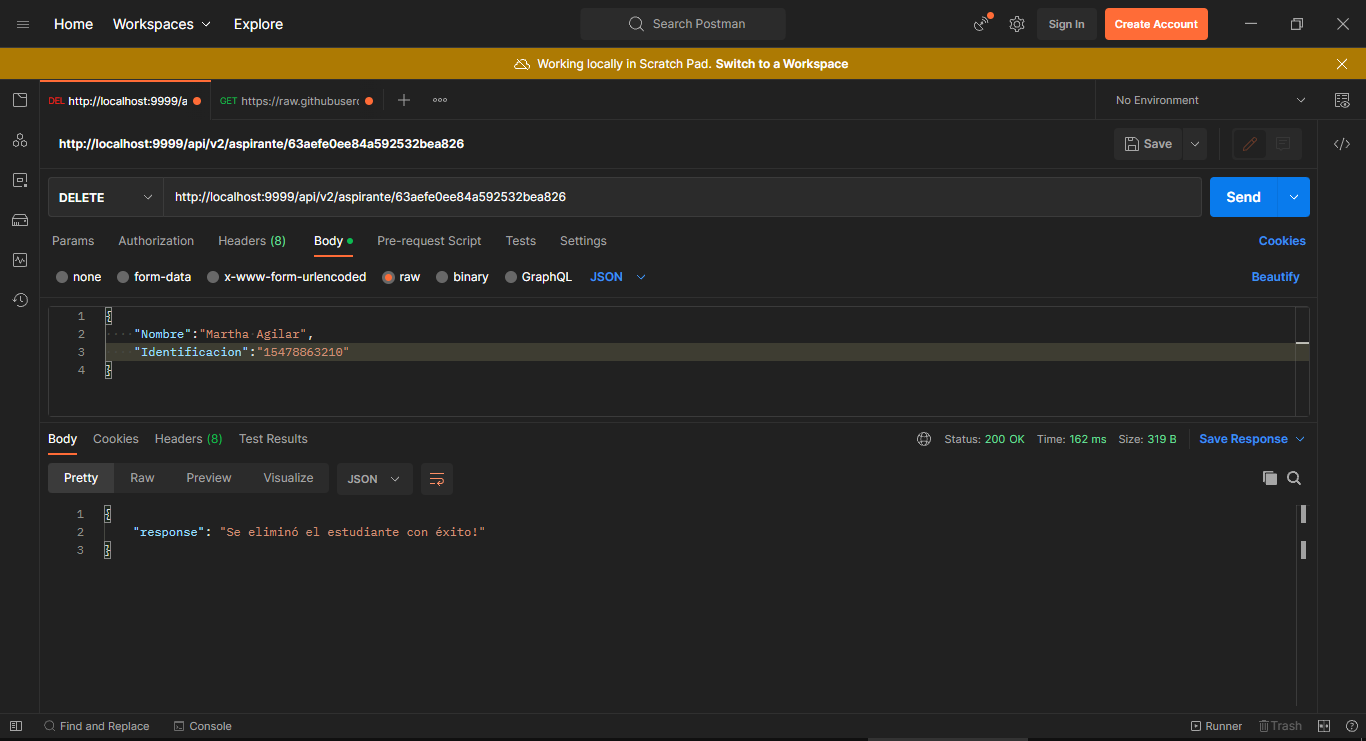 Home Workspaces Explore Search Postman Sign In Create Account
Working locally in Scratch Pad. Switch to a Workspace
DEL http://localhost:9999/a GET https://raw.githubuserc No Environment
http://localhost:9999/api/v2/aspirante/63aefe0ee84a592532bea826 Save
DELETE http://localhost:9999/api/v2/aspirante/63aefe0ee84a592532bea826 Send
Params Authorization Headers (8) Body Pre-request Script Tests Settings Cookies
none form-data x-www-form-urlencoded raw binary GraphQL JSON Beautify
1 {
2 "Nombre":"Martha Agilar",
3 "Identificacion":"15478863210"
4 }
Body Cookies Headers (8) Test Results Status: 200 OK Time: 162 ms Size: 319 B Save Response
Pretty Raw Preview Visualize JSON
1 {
2 "response": "Se eliminó el estudiante con éxito!"
3 }
Find and Replace Console Runner Trash